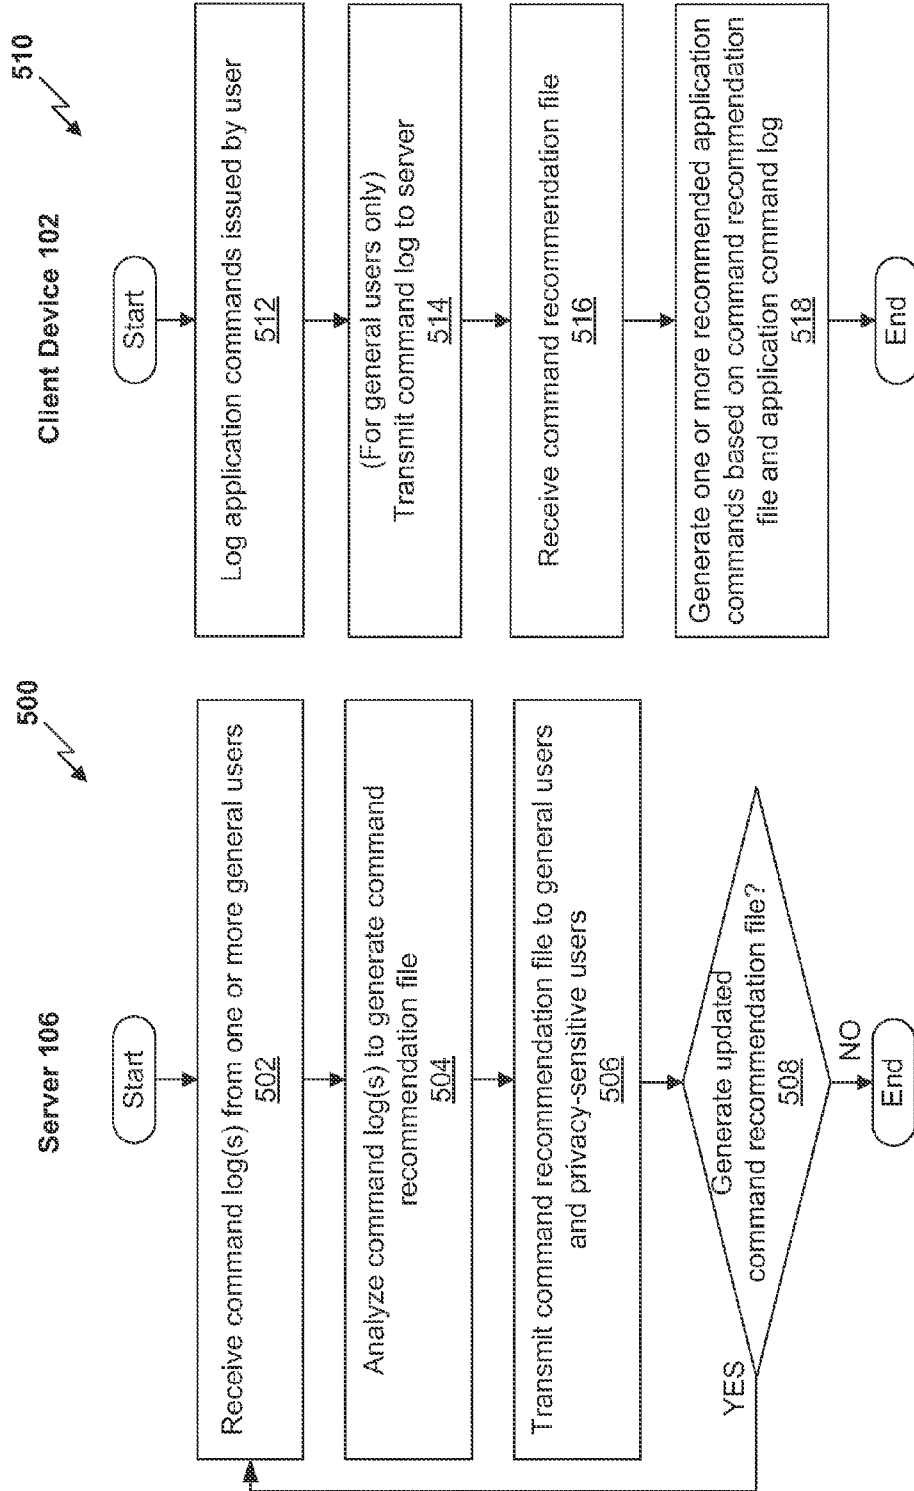 500
Server 106
Start
Receive command log(s) from one or more general users
502
Analyze command log(s) to generate command
recommendation file
504
Transmit command recommendation file to general users
and privacy-sensitive users
506
Generate updated
command recommendation file?
508
YES
NO
End
510
Client Device 102
Start
Log application commands issued by user
512
(For general users only)
Transmit command log to server
514
Receive command recommendation file
516
Generate one or more recommended application
commands based on command recommendation
file and application command log
518
End